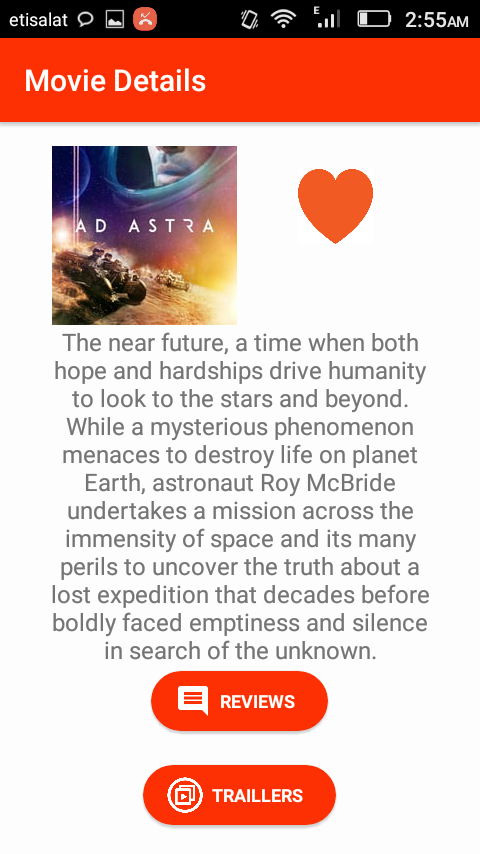 etisalat E 2:55AM
Movie Details
AD ASTRA
The near future, a time when both
hope and hardships drive humanity
to look to the stars and beyond.
While a mysterious phenomenon
menaces to destroy life on planet
Earth, astronaut Roy McBride
undertakes a mission across the
immensity of space and its many
perils to uncover the truth about a
lost expedition that decades before
boldly faced emptiness and silence
in search of the unknown.
REVIEWS
TRAILLERS